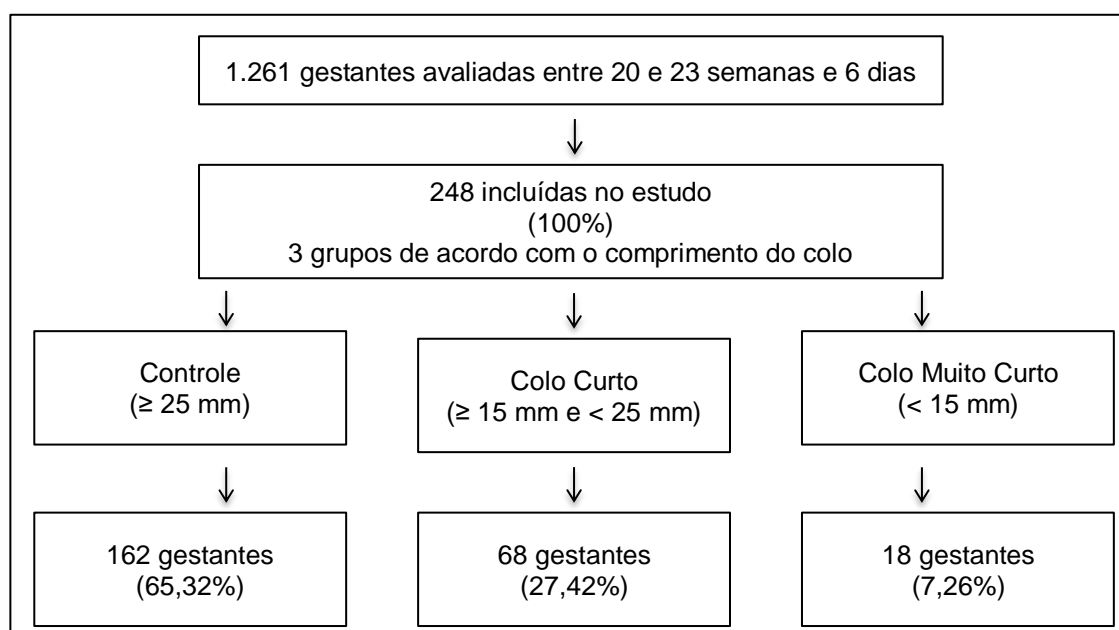 1.261 gestantes avaliadas entre 20 e 23 semanas e 6 dias
248 incluídas no estudo
(100%)
3 grupos de acordo com o comprimento do colo
Controle
(≥ 25 mm)
Colo Curto
(≥ 15 mm e < 25 mm)
Colo Muito Curto
(< 15 mm)
162 gestantes
(65,32%)
68 gestantes
(27,42%)
18 gestantes
(7,26%)